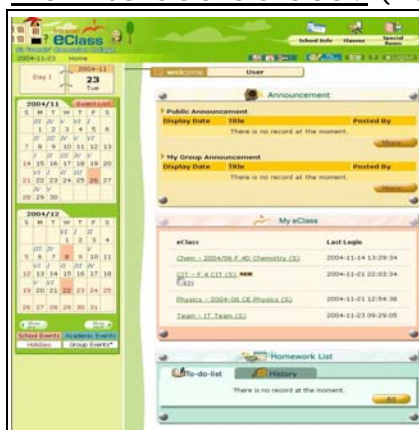 eClass
School Info
2004-11-23 Home
welcome User
Day 1
2004-11
23
Tue
Announcement
Public Announcement
Display Date Title Posted By
There is no record at the moment.
More...
My Group Announcement
Display Date Title Posted By
There is no record at the moment.
More...
2004/11 Event List
S M T W T F S
1 2 3 4 5 6
7 8 9 10 11 12 13
14 15 16 17 18 19 20
21 22 23 24 25 26 27
28 29 30
2004/12
S M T W T F S
1 2 3 4
5 6 7 8 9 10 11
12 13 14 15 16 17 18
19 20 21 22 23 24 25
26 27 28 29 30 31
School Events Academic Events
Holidays Group Events
My eClass
eClass Last Login
Chem - 2004/06 F.4D Chemistry (S) 2004-11-14 13:29:34
CIT - F.4 CIT (S) NEW 2004-11-21 22:03:34
Physics - 2004-06 CE Physics (S) 2004-11-21 12:54:38
Team - IT Team (S) 2004-11-23 09:29:05
Homework List
To-do-list History
There is no record at the moment.
All